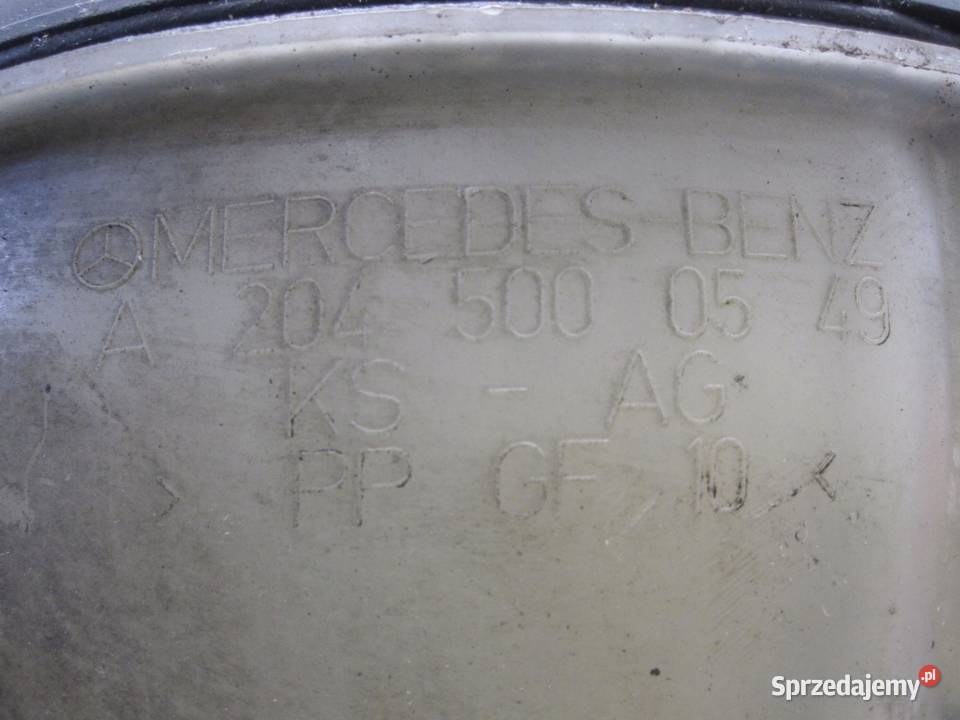 MERCEDES-BENZ
A 204 500 05 49
KS - AG
> PP GF 10 <
Sprzedajemy.pl